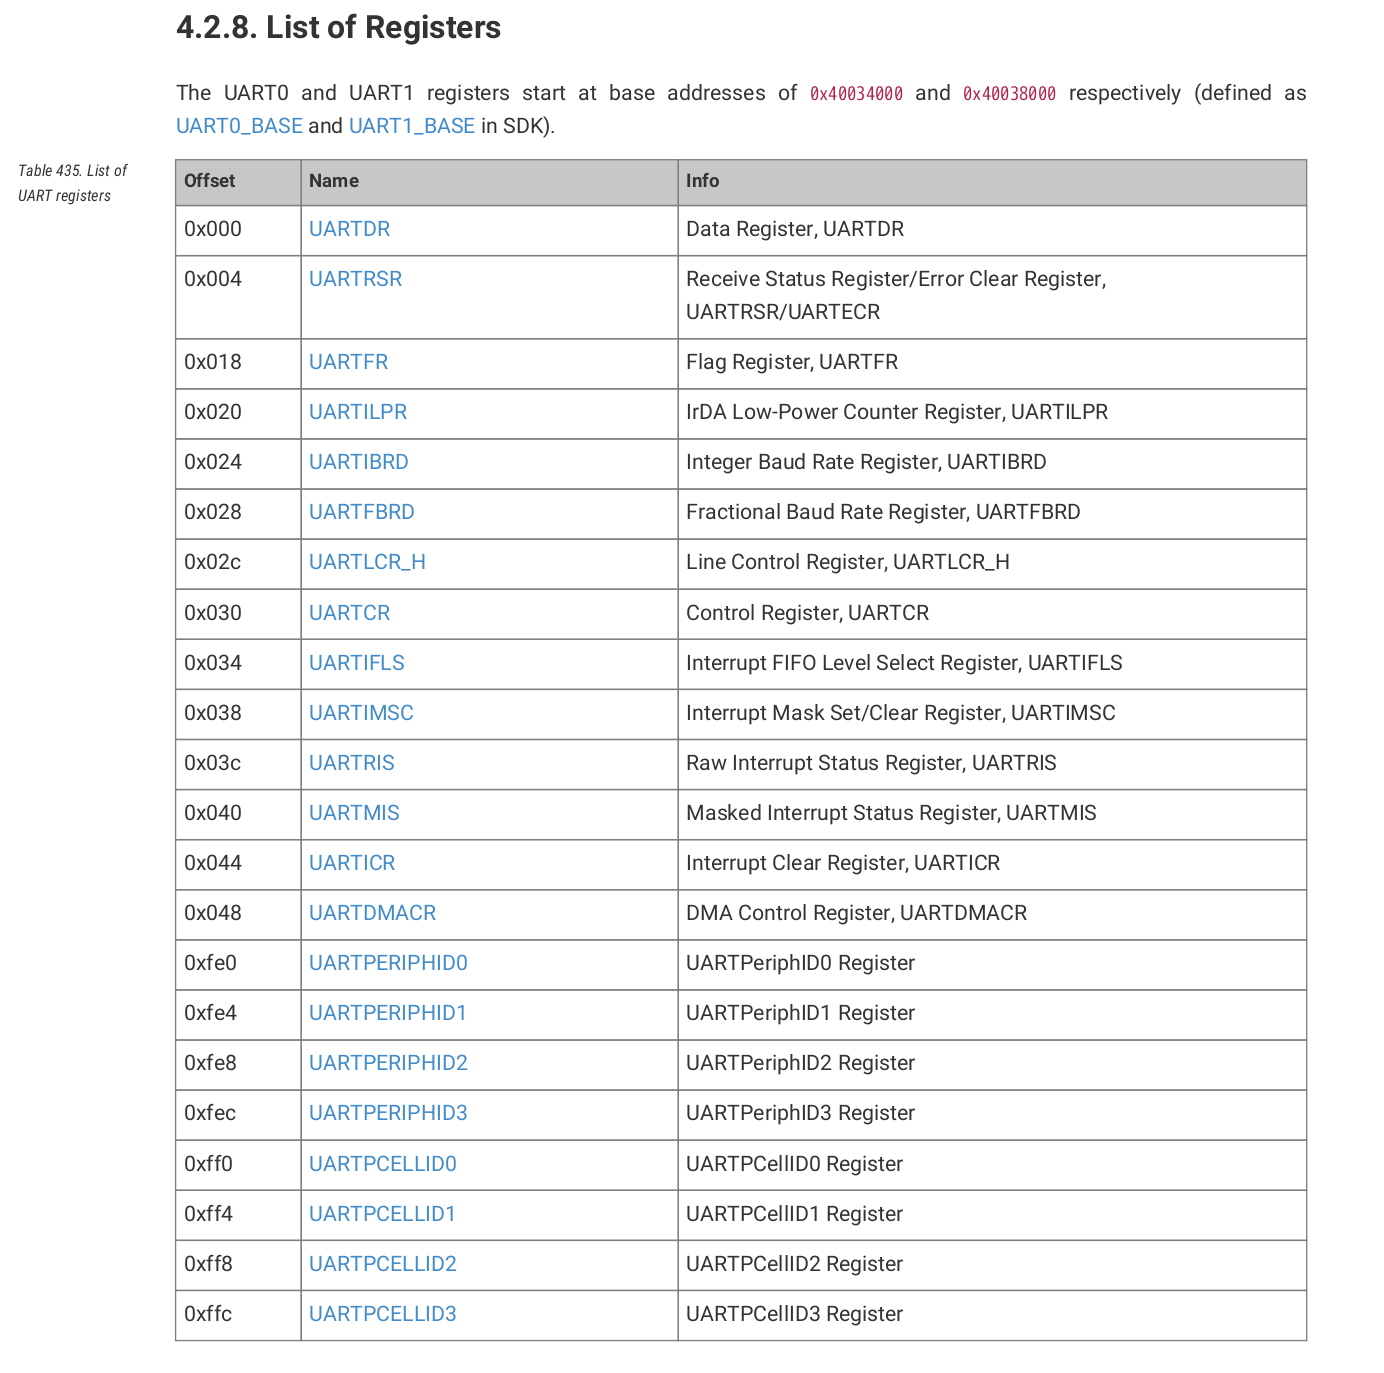 4.2.8. List of Registers
The UART0 and UART1 registers start at base addresses of 0x40034000 and 0x40038000 respectively (defined as
UART0_BASE and UART1_BASE in SDK).
Table 435. List of
UART registers
Offset Name Info
0x000 UARTDR Data Register, UARTDR
0x004 UARTRSR Receive Status Register/Error Clear Register,
UARTRSR/UARTECR
0x018 UARTFR Flag Register, UARTFR
0x020 UARTILPR IrDA Low-Power Counter Register, UARTILPR
0x024 UARTIBRD Integer Baud Rate Register, UARTIBRD
0x028 UARTFBRD Fractional Baud Rate Register, UARTFBRD
0x02c UARTLCR_H Line Control Register, UARTLCR_H
0x030 UARTCR Control Register, UARTCR
0x034 UARTIFLS Interrupt FIFO Level Select Register, UARTIFLS
0x038 UARTIMSC Interrupt Mask Set/Clear Register, UARTIMSC
0x03c UARTRIS Raw Interrupt Status Register, UARTRIS
0x040 UARTMIS Masked Interrupt Status Register, UARTMIS
0x044 UARTICR Interrupt Clear Register, UARTICR
0x048 UARTDMACR DMA Control Register, UARTDMACR
0xfe0 UARTPERIPHID0 UARTPeriphID0 Register
0xfe4 UARTPERIPHID1 UARTPeriphID1 Register
0xfe8 UARTPERIPHID2 UARTPeriphID2 Register
0xfec UARTPERIPHID3 UARTPeriphID3 Register
0xff0 UARTPCELLID0 UARTPCellID0 Register
0xff4 UARTPCELLID1 UARTPCellID1 Register
0xff8 UARTPCELLID2 UARTPCellID2 Register
0xffc UARTPCELLID3 UARTPCellID3 Register